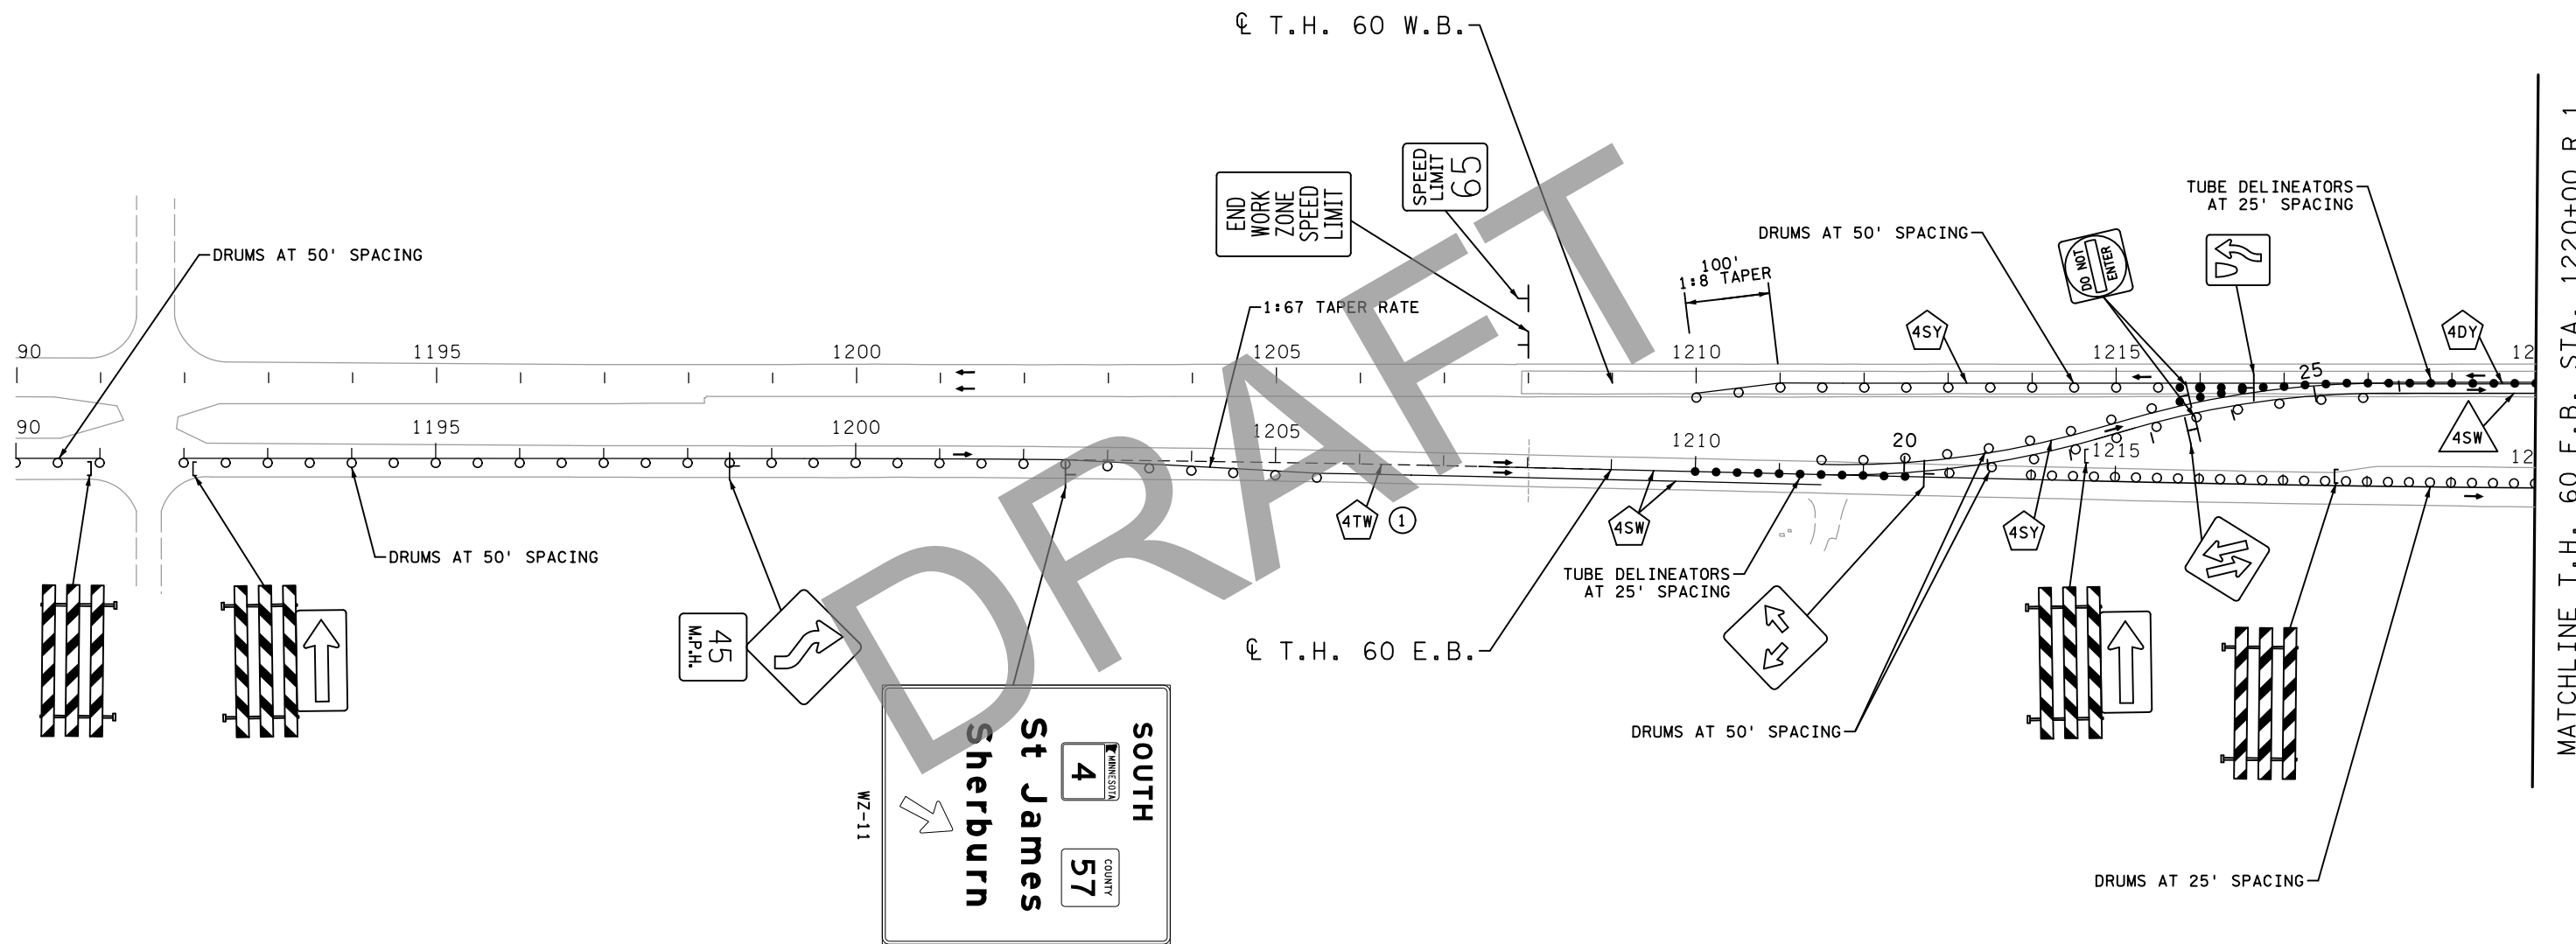 ℄ T.H. 60 W.B.
SPEED
LIMIT
65
END
WORK
ZONE
SPEED
LIMIT
TUBE DELINEATORS
AT 25' SPACING
DRUMS AT 50' SPACING
DRUMS AT 50' SPACING
DO NOT
ENTER
100'
1:8 TAPER
1:67 TAPER RATE
4SY
4DY
90
1195
1200
1205
1210
1215
12
25
90
1195
1200
1205
1210
20
1215
12
4SW
4TW
1
4SW
4SY
DRUMS AT 50' SPACING
TUBE DELINEATORS
AT 25' SPACING
45
M.P.H.
℄ T.H. 60 E.B.
DRUMS AT 50' SPACING
SOUTH
MINNESOTA
4
COUNTY
57
St James
Sherburn
WZ-11
DRUMS AT 25' SPACING
DRAFT
MATCHLINE T.H. 60 E.B. STA. 1220+00 R 1